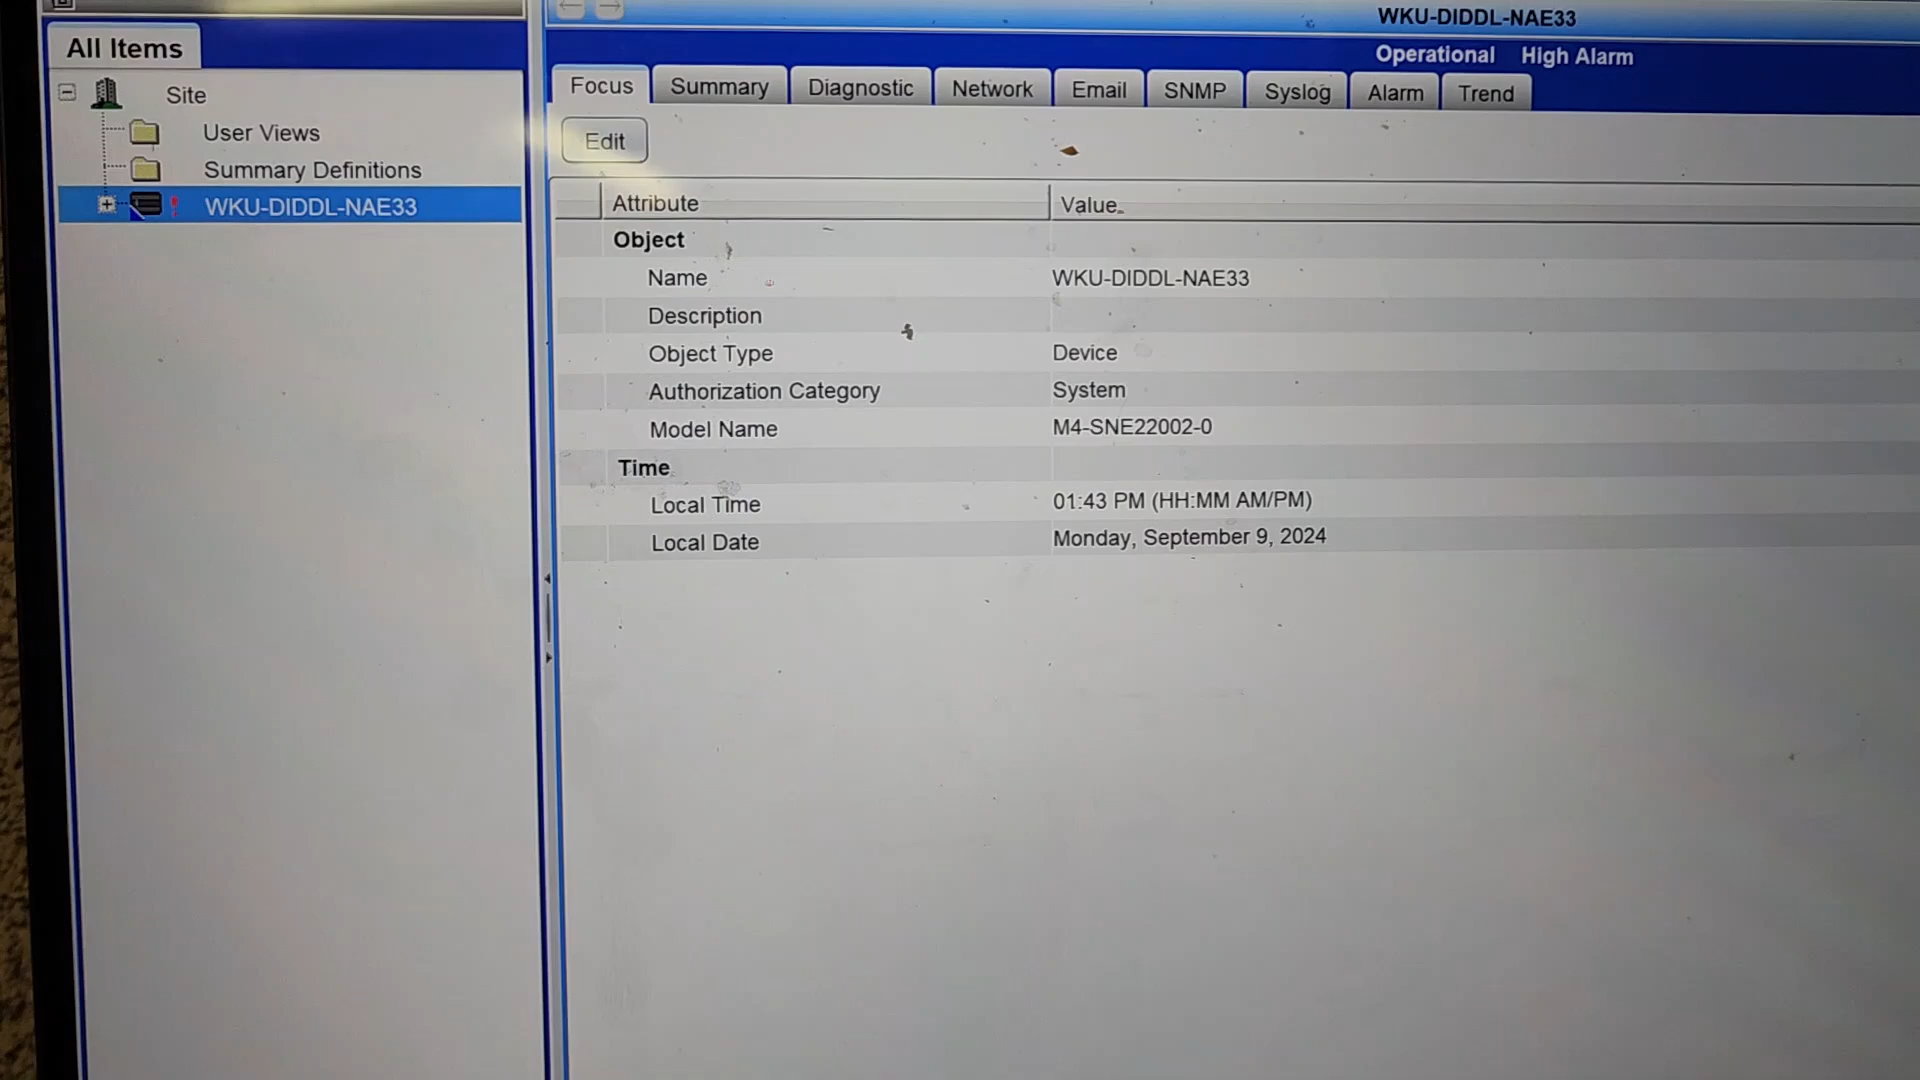 All Items
Site
User Views
Summary Definitions
WKU-DIDDL-NAE33
WKU-DIDDL-NAE33
Operational High Alarm
Focus Summary Diagnostic Network Email SNMP Syslog Alarm Trend
Edit
Attribute Value
Object
Name WKU-DIDDL-NAE33
Description
Object Type Device
Authorization Category System
Model Name M4-SNE22002-0
Time
Local Time 01:43 PM (HH:MM AM/PM)
Local Date Monday, September 9, 2024